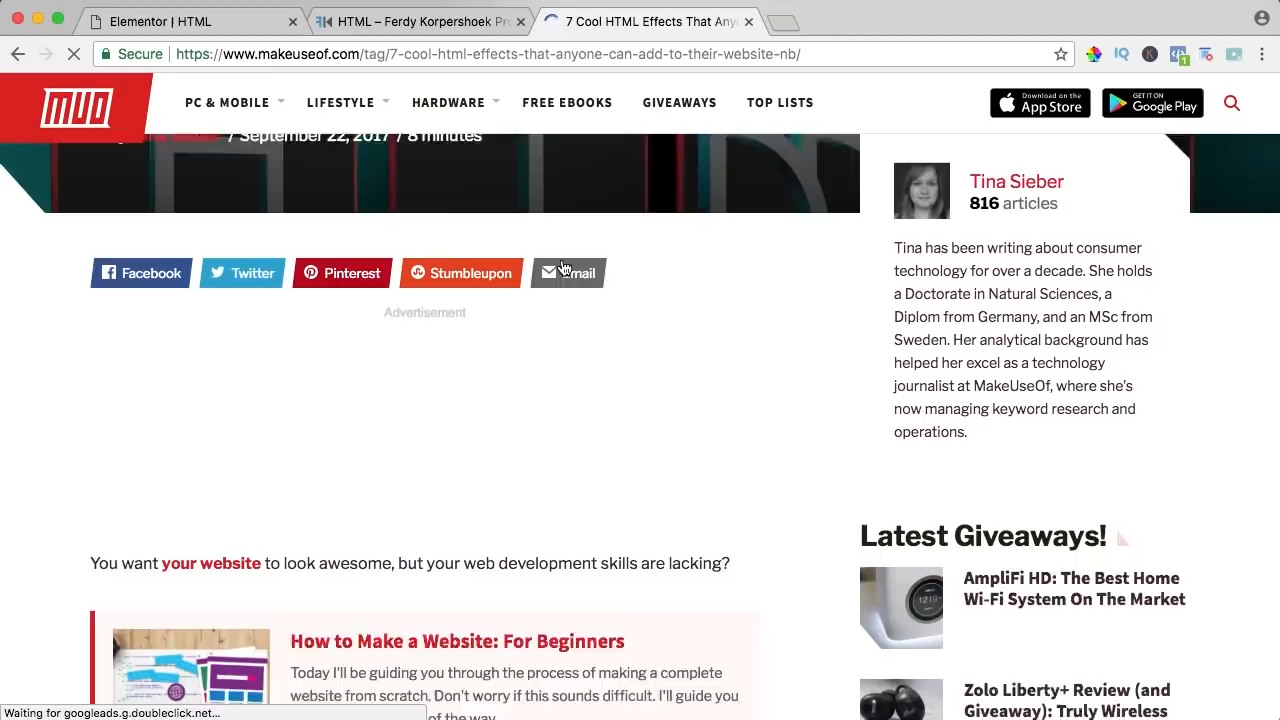 Elementor | HTML
HTML – Ferdy Korpershoek Pr
7 Cool HTML Effects That Any
Secure
https://www.makeuseof.com/tag/7-cool-html-effects-that-anyone-can-add-to-their-website-nb/
MUO
PC & MOBILE
LIFESTYLE
HARDWARE
FREE EBOOKS
GIVEAWAYS
TOP LISTS
Download on the
App Store
GET IT ON
Google Play
/ September 22, 2017 / 8 minutes
Facebook
Twitter
Pinterest
Stumbleupon
Email
Advertisement
Tina Sieber
816 articles
Tina has been writing about consumer
technology for over a decade. She holds
a Doctorate in Natural Sciences, a
Diplom from Germany, and an MSc from
Sweden. Her analytical background has
helped her excel as a technology
journalist at MakeUseOf, where she's
now managing keyword research and
operations.
You want your website to look awesome, but your web development skills are lacking?
How to Make a Website: For Beginners
Today I'll be guiding you through the process of making a complete
website from scratch. Don't worry if this sounds difficult. I'll guide you
of the way.
Latest Giveaways!
AmpliFi HD: The Best Home
Wi-Fi System On The Market
Zolo Liberty+ Review (and
Giveaway): Truly Wireless
Waiting for googleads.g.doubleclick.net...